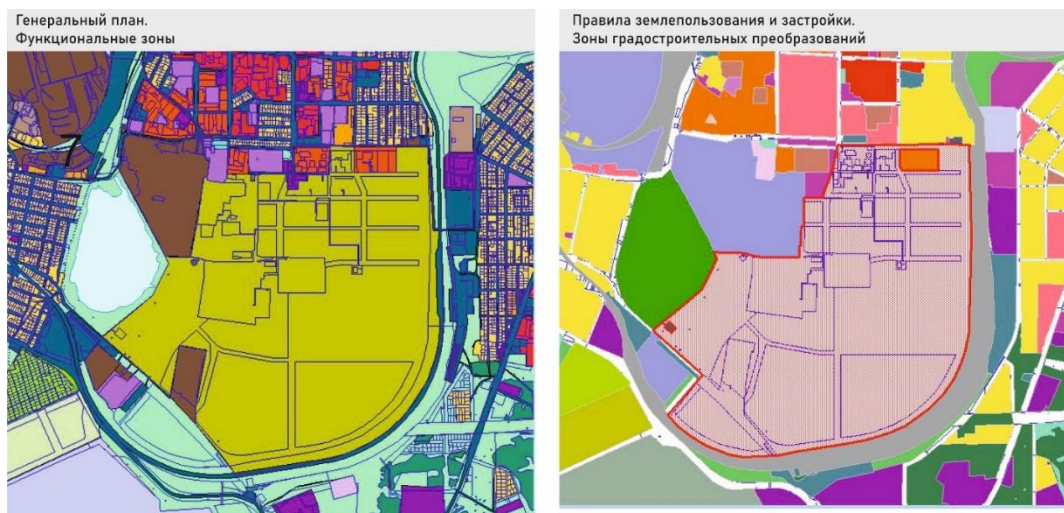 Генеральный план.
Функциональные зоны
Правила землепользования и застройки.
Зоны градостроительных преобразований